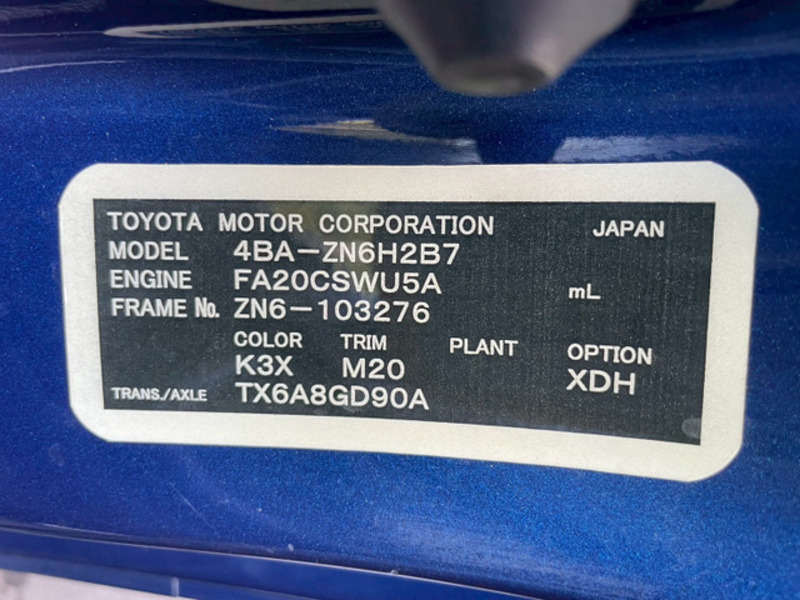 TOYOTA MOTOR CORPORATION JAPAN
MODEL 4BA-ZN6H2B7
ENGINE FA20CSWU5A mL
FRAME No. ZN6-103276
COLOR TRIM PLANT OPTION
K3X M20 XDH
TRANS./AXLE TX6A8GD90A